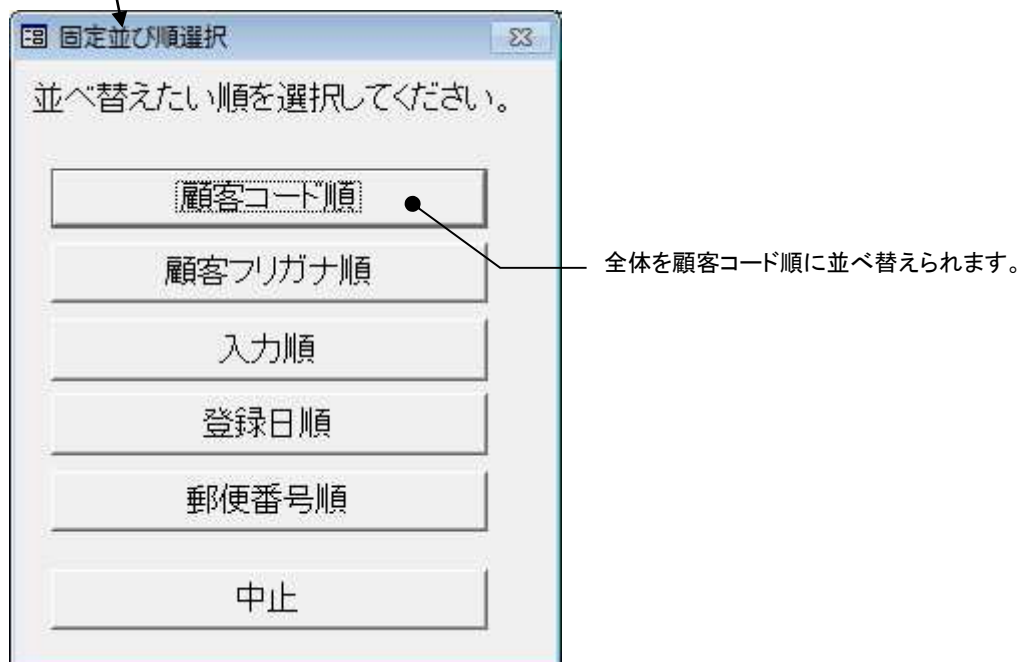 固定並び順選択
並べ替えたい順を選択してください。
顧客コード順
全体を顧客コード順に並べ替えられます。
顧客フリガナ順
入力順
登録日順
郵便番号順
中止